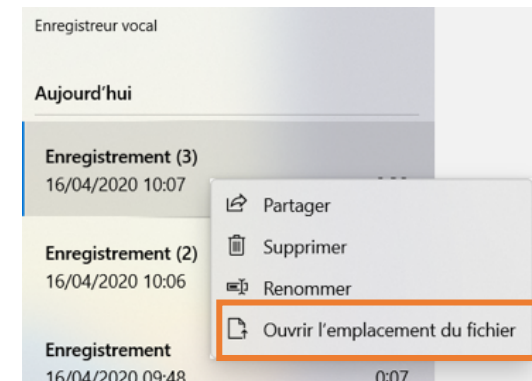 Enregistreur vocal
Aujourd'hui
Enregistrement (3)
16/04/2020 10:07
Partager
Supprimer
Renommer
Ouvrir l'emplacement du fichier
Enregistrement (2)
16/04/2020 10:06
Enregistrement
16/04/2020 09:48
0:07